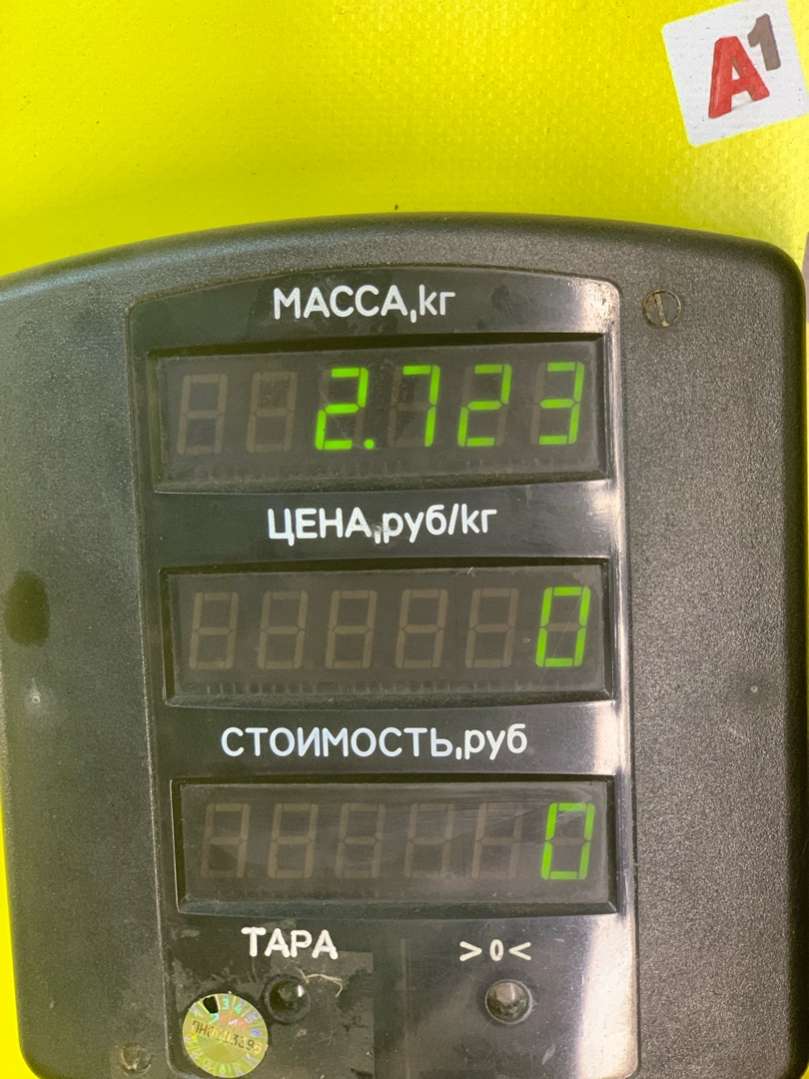 A1
МАССА,кг
2.723
ЦЕНА,руб/кг
0
СТОИМОСТЬ,руб
0
ТАРА >0<